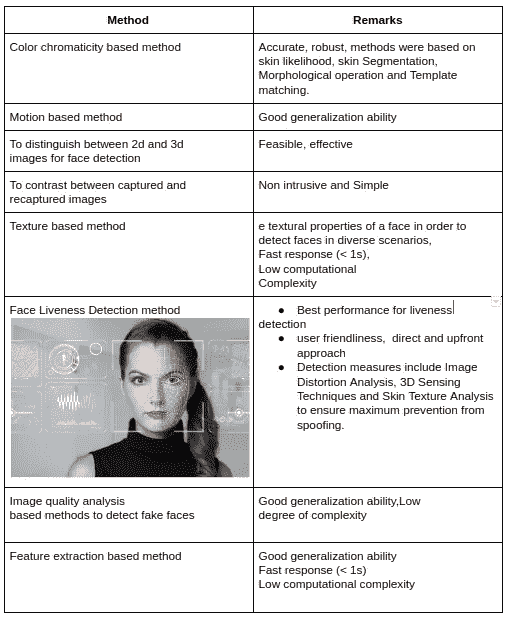 Method
Remarks
Color chromaticity based method
Accurate, robust, methods were based on
skin likelihood, skin Segmentation,
Morphological operation and Template
matching.
Motion based method
Good generalization ability
To distinguish between 2d and 3d
images for face detection
Feasible, effective
To contrast between captured and
recaptured images
Non intrusive and Simple
Texture based method
e textural properties of a face in order to
detect faces in diverse scenarios,
Fast response (< 1s),
Low computational
Complexity
Face Liveness Detection method
● Best performance for liveness
detection
● user friendliness, direct and upfront
approach
● Detection measures include Image
Distortion Analysis, 3D Sensing
Techniques and Skin Texture Analysis
to ensure maximum prevention from
spoofing.
Image quality analysis
based methods to detect fake faces
Good generalization ability,Low
degree of complexity
Feature extraction based method
Good generalization ability
Fast response (< 1s)
Low computational complexity